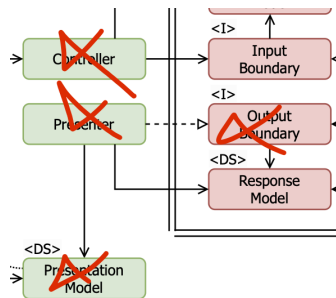 <I>
Controller
Input
Boundary
<I>
Presenter
Output
Boundary
<DS>
Response
Model
<DS>
Presentation
Model